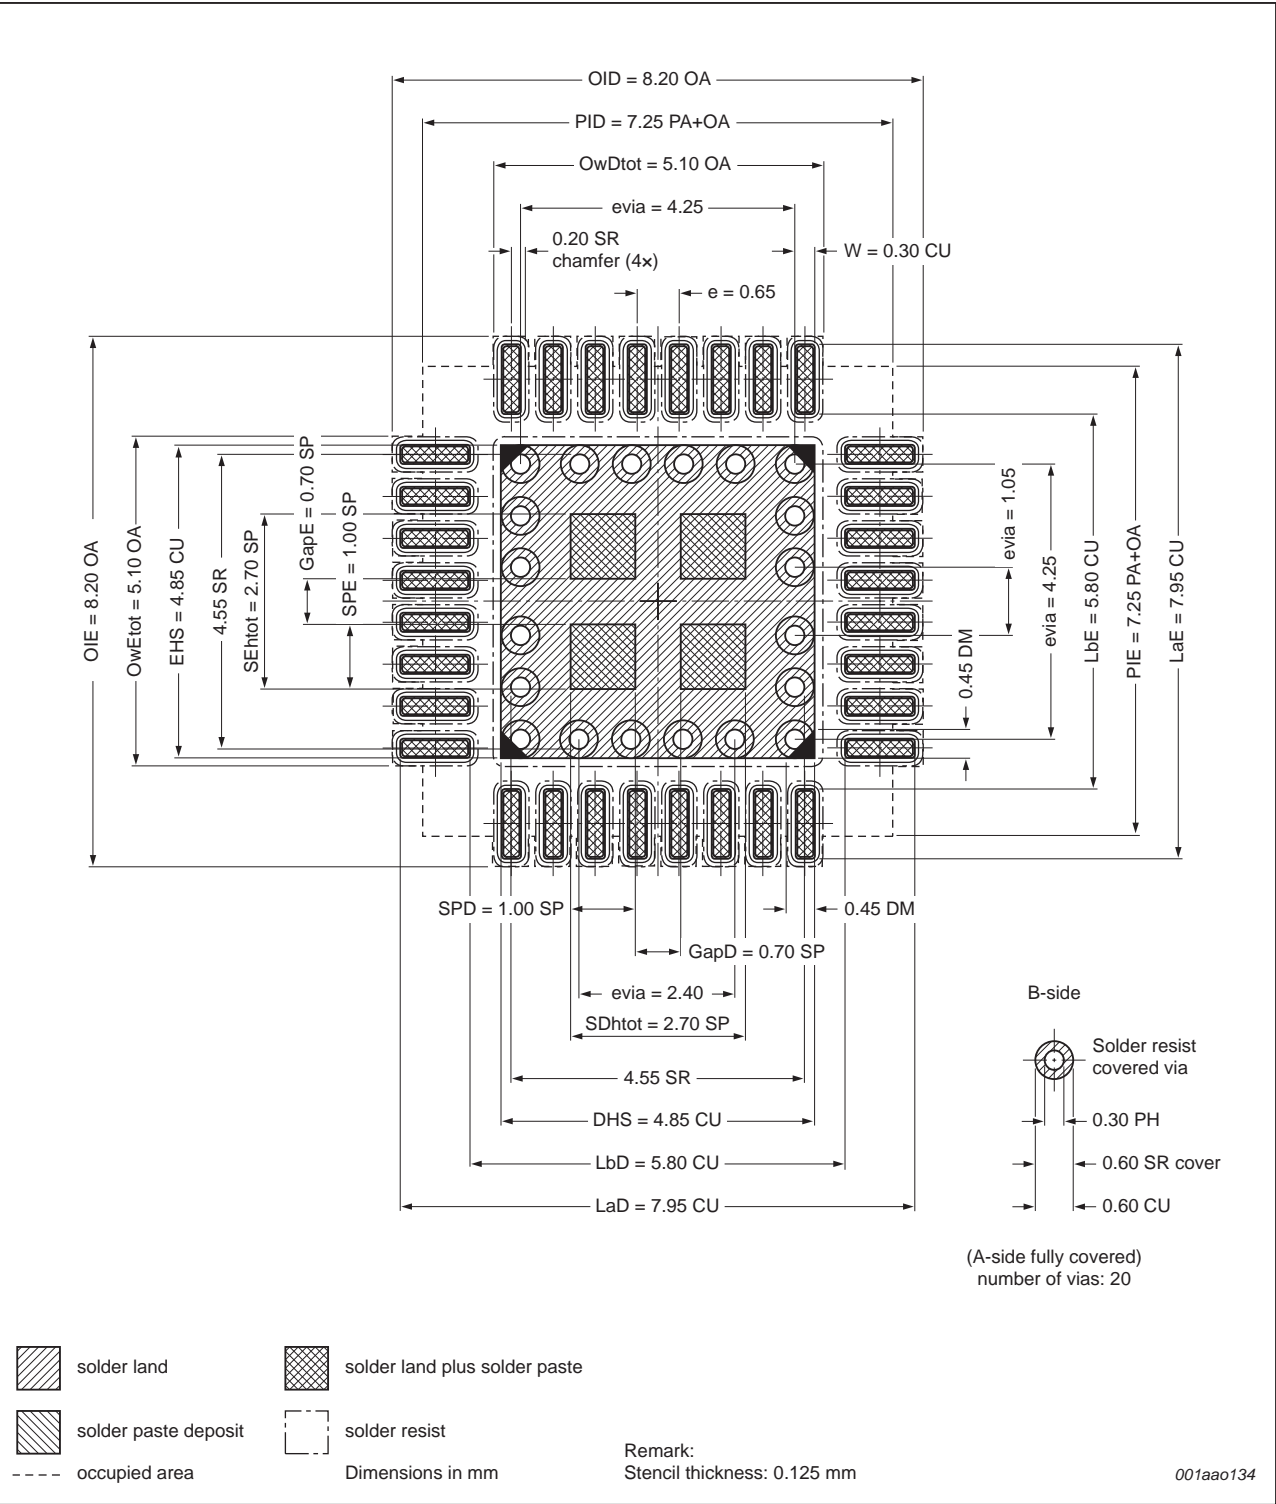 OID = 8.20 OA
PID = 7.25 PA+OA
OwDtot = 5.10 OA
evia = 4.25
0.20 SR
chamfer (4×)
W = 0.30 CU
e = 0.65
OIE = 8.20 OA
OwEtot = 5.10 OA
EHS = 4.85 CU
4.55 SR
SEhtot = 2.70 SP
GapE = 0.70 SP
SPE = 1.00 SP
evia = 1.05
evia = 4.25
0.45 DM
LbE = 5.80 CU
PIE = 7.25 PA+OA
LaE = 7.95 CU
SPD = 1.00 SP
0.45 DM
GapD = 0.70 SP
evia = 2.40
SDhtot = 2.70 SP
4.55 SR
DHS = 4.85 CU
LbD = 5.80 CU
LaD = 7.95 CU
B-side
Solder resist
covered via
0.30 PH
0.60 SR cover
0.60 CU
(A-side fully covered)
number of vias: 20
solder land
solder land plus solder paste
solder paste deposit
solder resist
occupied area
Dimensions in mm
Remark:
Stencil thickness: 0.125 mm
001aao134